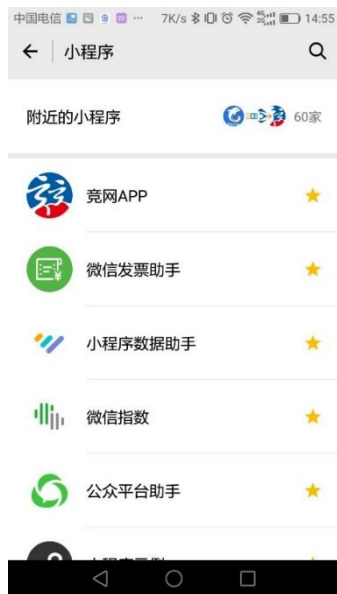 中国电信 ··· 7K/s 14:55
小程序
附近的小程序 60家
竞网APP
微信发票助手
小程序数据助手
微信指数
公众平台助手